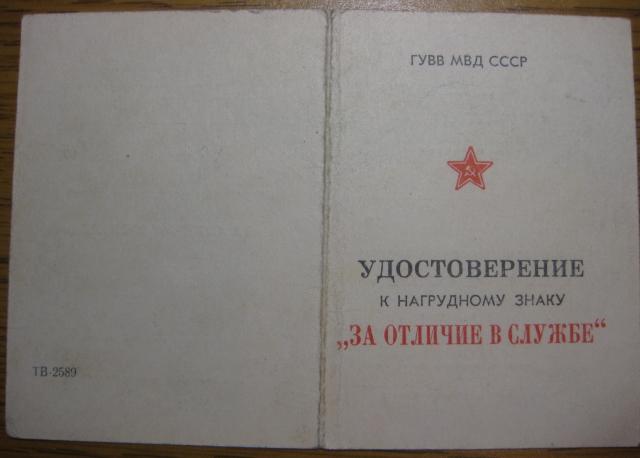 ГУВВ МВД СССР
УДОСТОВЕРЕНИЕ
К НАГРУДНОМУ ЗНАКУ
„ЗА ОТЛИЧИЕ В СЛУЖБЕ“
ТВ-2589